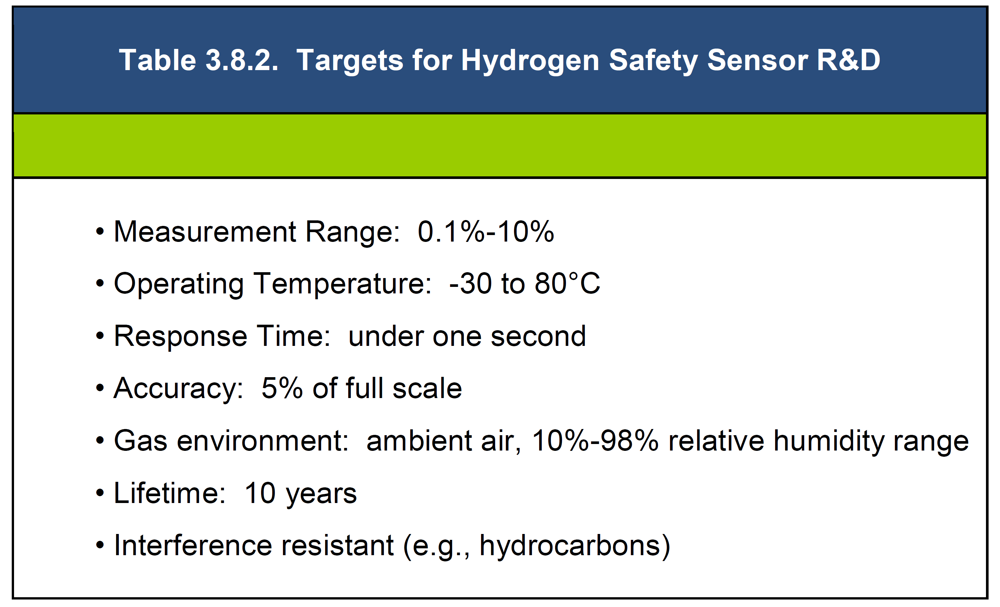 Table 3.8.2.  Targets for Hydrogen Safety Sensor R&D
• Measurement Range:  0.1%-10%
• Operating Temperature:  -30 to 80°C
• Response Time:  under one second
• Accuracy:  5% of full scale
• Gas environment:  ambient air, 10%-98% relative humidity range
• Lifetime:  10 years
• Interference resistant (e.g., hydrocarbons)